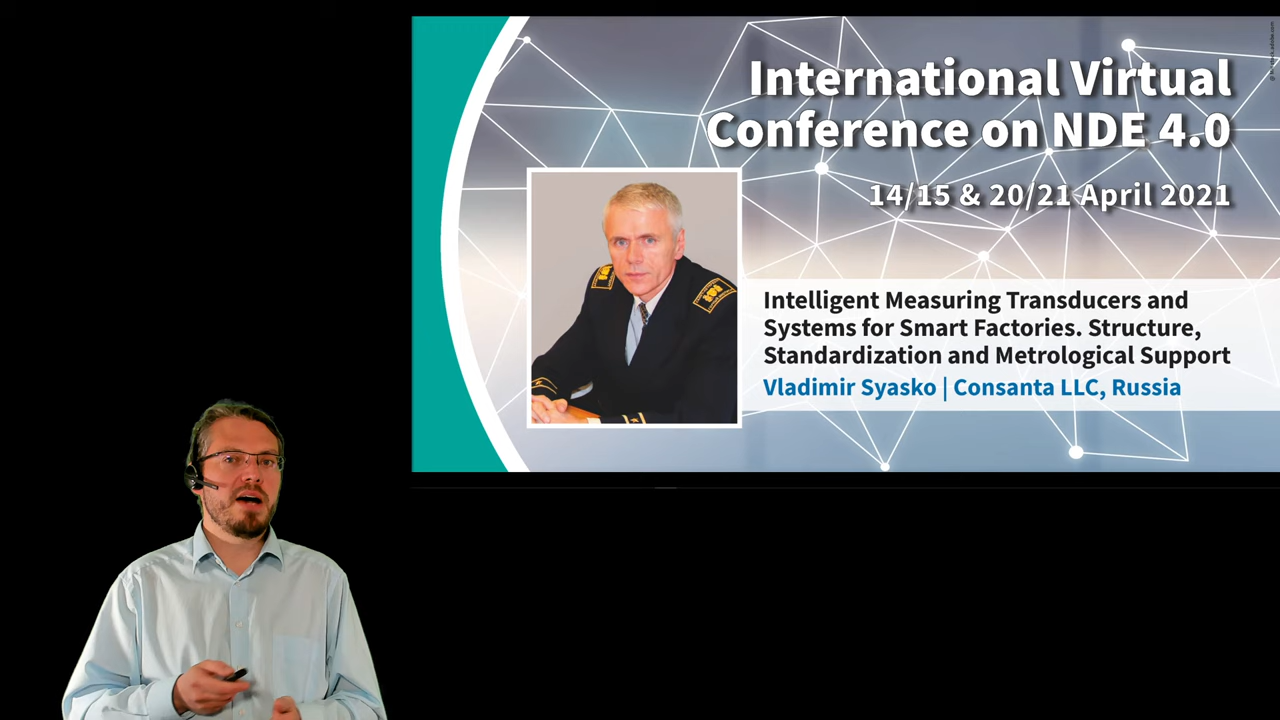 International Virtual
Conference on NDE 4.0
14/15 & 20/21 April 2021
Intelligent Measuring Transducers and
Systems for Smart Factories. Structure,
Standardization and Metrological Support
Vladimir Syasko | Consanta LLC, Russia